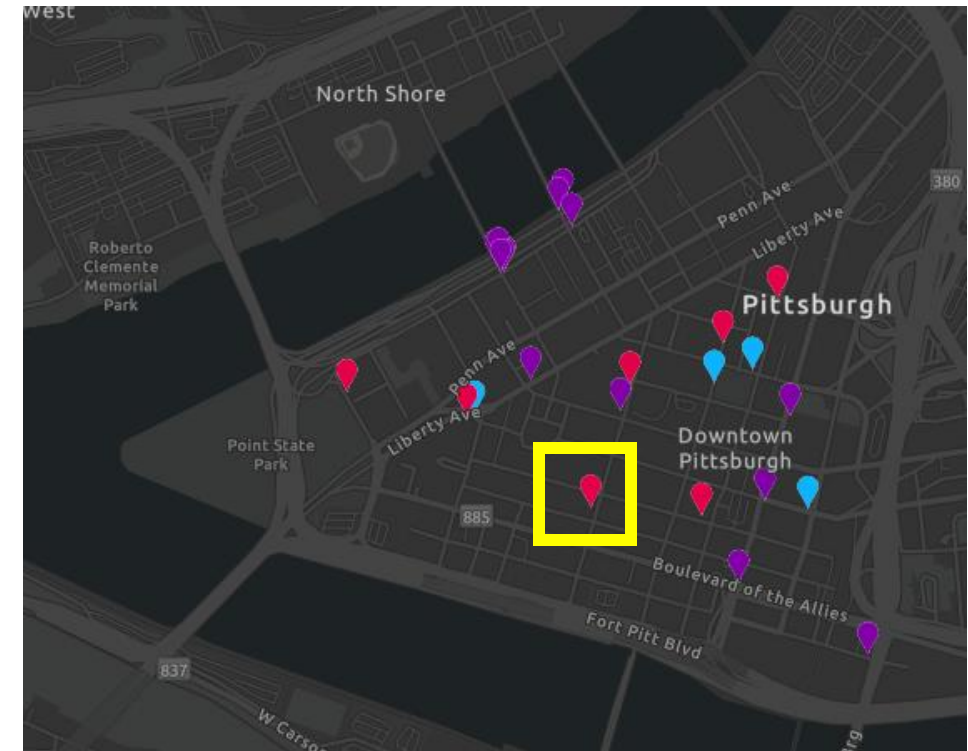 West
North Shore
380
Penn Ave
Liberty Ave
Roberto
Clemente
Memorial
Park
Pittsburgh
Penn Ave
Liberty Ave
Point State
Park
Downtown
Pittsburgh
885
Boulevard of the Allies
Fort Pitt Blvd
837
W Carso